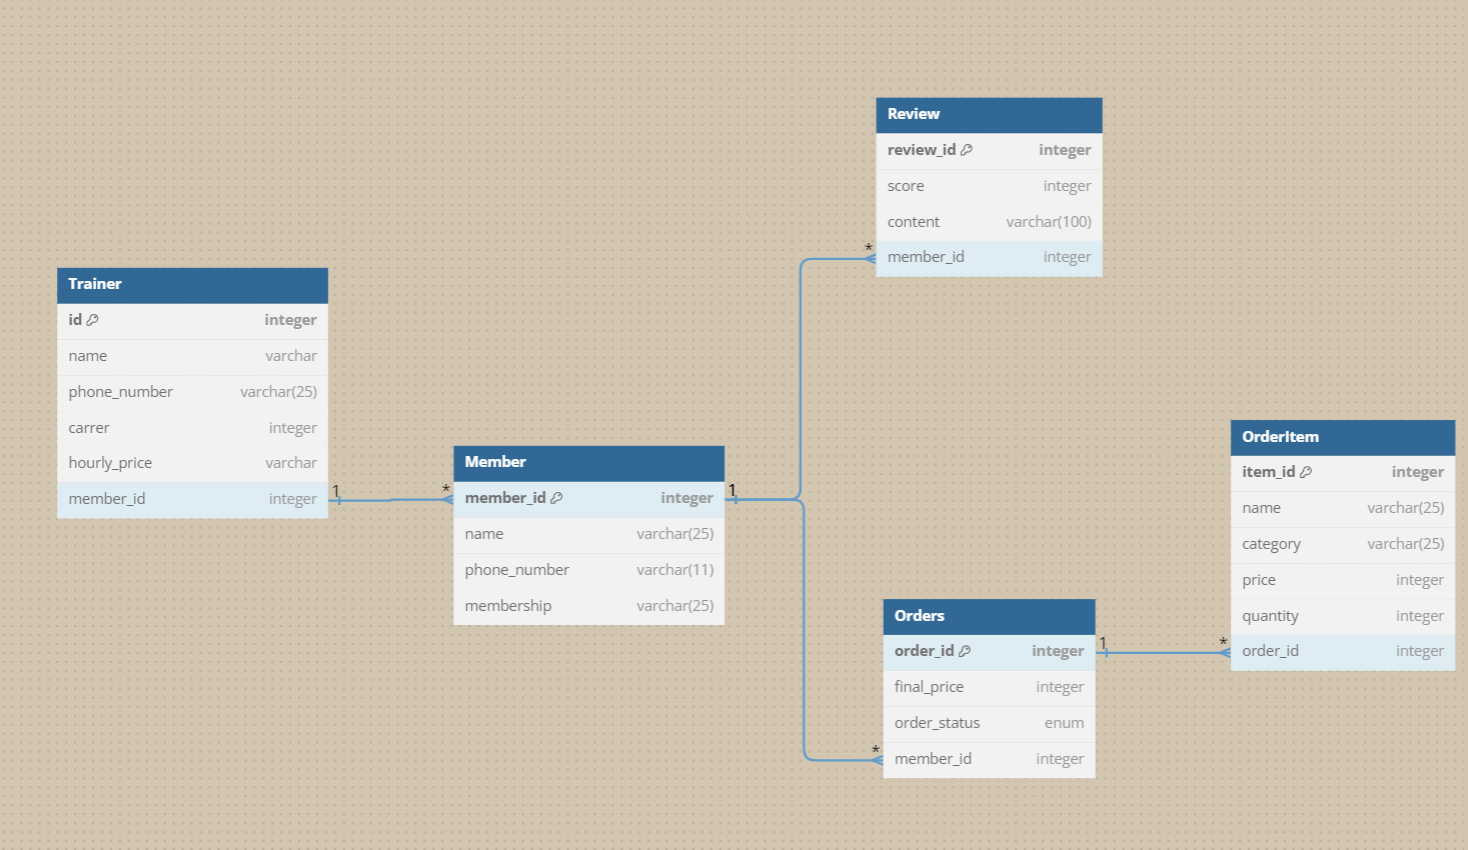 Review
review_id integer
score integer
content varchar(100)
* member_id integer
Trainer
id integer
name varchar
phone_number varchar(25)
carrer integer
hourly_price varchar
member_id integer 1
Member
* member_id integer 1
name varchar(25)
phone_number varchar(11)
membership varchar(25)
OrderItem
item_id integer
name varchar(25)
category varchar(25)
price integer
quantity integer
* order_id integer
Orders
order_id integer 1
final_price integer
order_status enum
* member_id integer